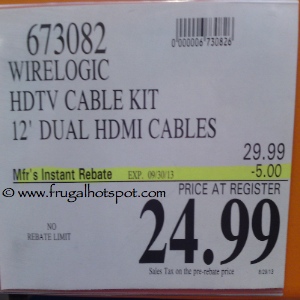 673082
0000006730826
WIRELOGIC
HDTV CABLE KIT
12' DUAL HDMI CABLES
29.99
Mfr's Instant Rebate EXP. 09/30/13 -5.00
PRICE AT REGISTER
www.frugalhotspot.com
24.99
NO
REBATE LIMIT
Sales Tax on the pre-rebate price